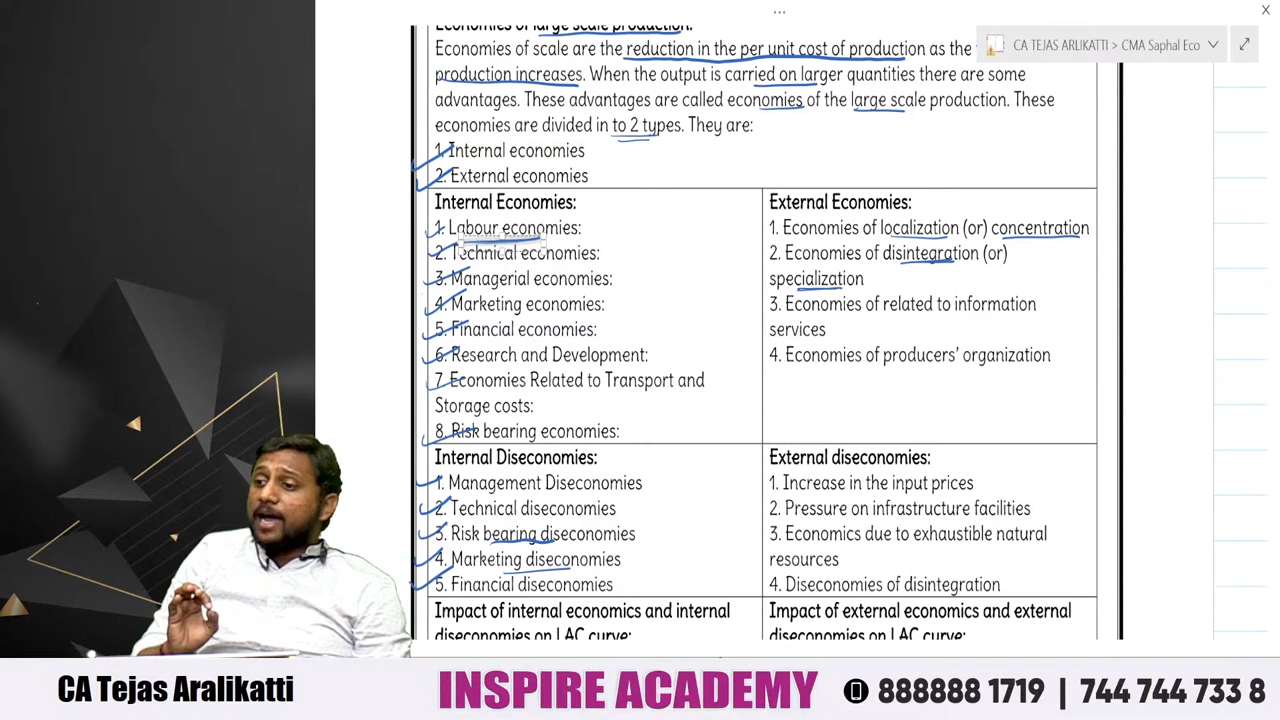 ...
CA TEJAS ARLIKATTI > CMA Saphal Eco
Economies of large scale production:
Economies of scale are the reduction in the per unit cost of production as the
production increases. When the output is carried on larger quantities there are some
advantages. These advantages are called economies of the large scale production. These
economies are divided in to 2 types. They are:
1. Internal economies
2. External economies
Internal Economies:
1. Labour economies:
2. Technical economies:
3. Managerial economies:
4. Marketing economies:
5. Financial economies:
6. Research and Development:
7. Economies Related to Transport and
Storage costs:
8. Risk bearing economies:
External Economies:
1. Economies of localization (or) concentration
2. Economies of disintegration (or)
specialization
3. Economies of related to information
services
4. Economies of producers’ organization
Internal Diseconomies:
1. Management Diseconomies
2. Technical diseconomies
3. Risk bearing diseconomies
4. Marketing diseconomies
5. Financial diseconomies
External diseconomies:
1. Increase in the input prices
2. Pressure on infrastructure facilities
3. Economics due to exhaustible natural
resources
4. Diseconomies of disintegration
Impact of internal economics and internal
diseconomies on LAC curve:
Impact of external economics and external
diseconomies on LAC curve:
CA Tejas Aralikatti
INSPIRE ACADEMY
888888 1719 | 744 744 733 8